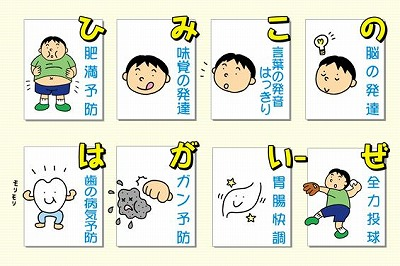 ひ
肥満予防
み
味覚の発達
こ
言葉の発音
はっきり
の
脳の発達
は
歯の病気予防
モリモリ
が
ガン予防
いー
胃腸快調
ぜ
全力投球